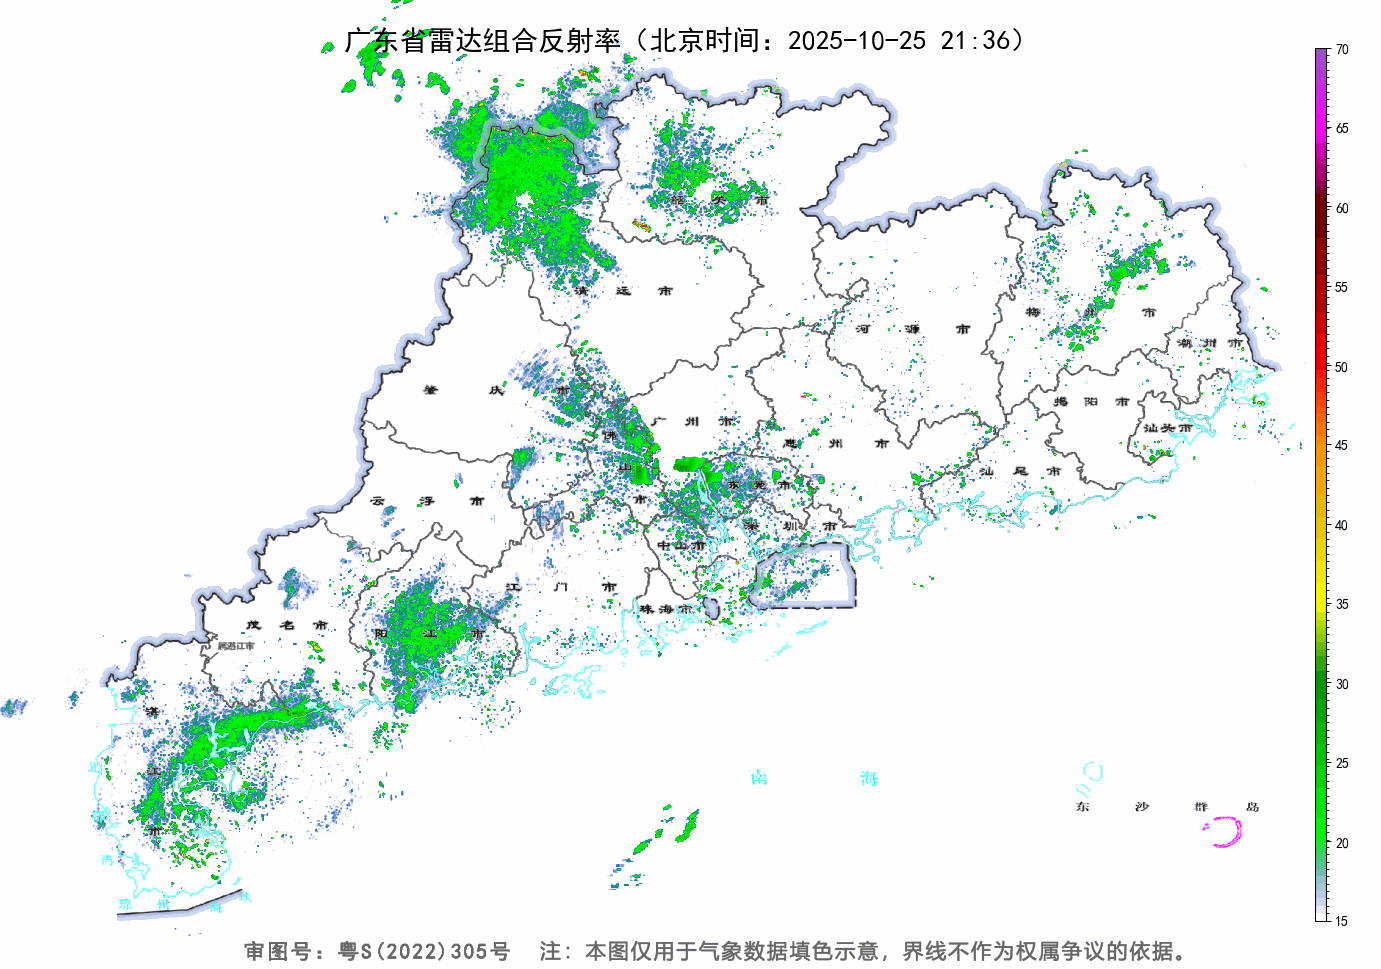 广东省雷达组合反射率（北京时间：2025-10-25 21:36）
70
65
60
55
50
45
40
35
30
25
20
15
韶关市
清远市
河源市
梅州市
潮州市
肇庆市
广州市
惠州市
揭阳市
汕头市
佛山市
东莞市
汕尾市
云浮市
深圳市
中山市
江门市
珠海市
茂名市
阳江市
属湛江市
湛江市
北
湾
南海
东沙群岛
琼州海峡
审图号：粤S(2022)305号 注：本图仅用于气象数据填色示意，界线不作为权属争议的依据。